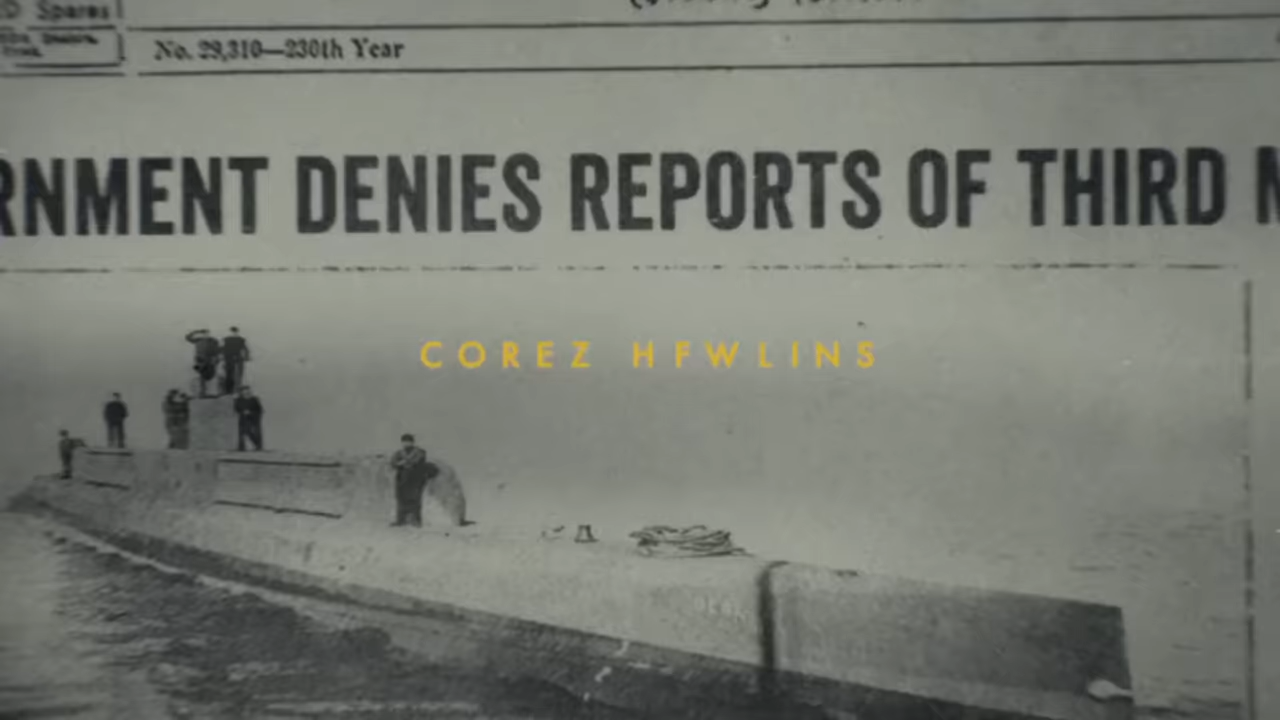 D Spares
No. 29,310—230th Year
RNMENT DENIES REPORTS OF THIRD
COREZ HFWLINS